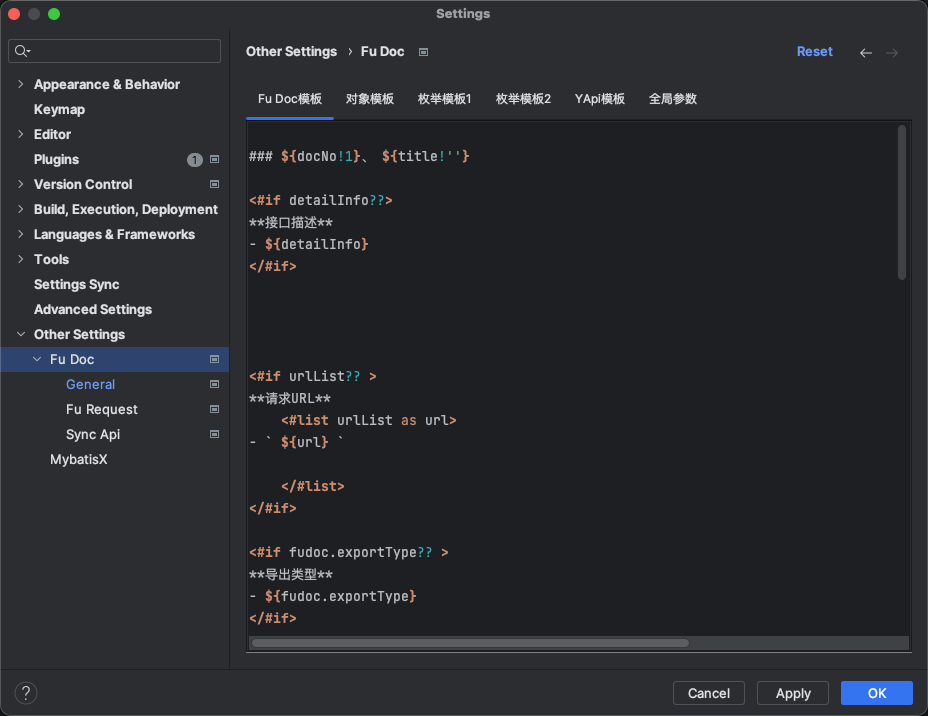 Settings
Other Settings › Fu Doc
Reset
Appearance & Behavior
Keymap
Editor
Plugins 1
Version Control
Build, Execution, Deployment
Languages & Frameworks
Tools
Settings Sync
Advanced Settings
Other Settings
Fu Doc
General
Fu Request
Sync Api
MybatisX
Fu Doc模板 对象模板 枚举模板1 枚举模板2 YApi模板 全局参数
### ${docNo!1}、 ${title!''}
<#if detailInfo??>
**接口描述**
- ${detailInfo}
</#if>
<#if urlList?? >
**请求URL**
<#list urlList as url>
- ` ${url} `
</#list>
</#if>
<#if fudoc.exportType?? >
**导出类型**
- ${fudoc.exportType}
</#if>
?
Cancel Apply OK